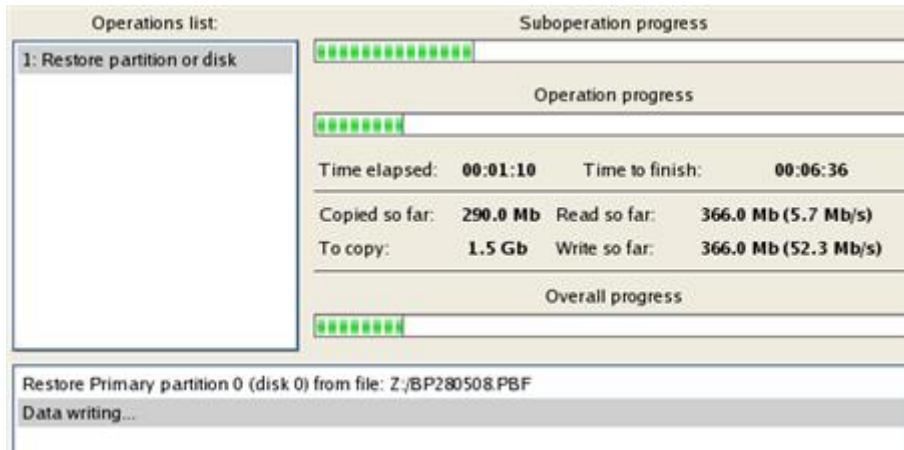 Operations list:
1: Restore partition or disk
Suboperation progress
Operation progress
Time elapsed: 00:01:10 Time to finish: 00:06:36
Copied so far: 290.0 Mb Read so far: 366.0 Mb (5.7 Mb/s)
To copy: 1.5 Gb Write so far: 366.0 Mb (52.3 Mb/s)
Overall progress
Restore Primary partition 0 (disk 0) from file: Z:/BP280508.PBF
Data writing...